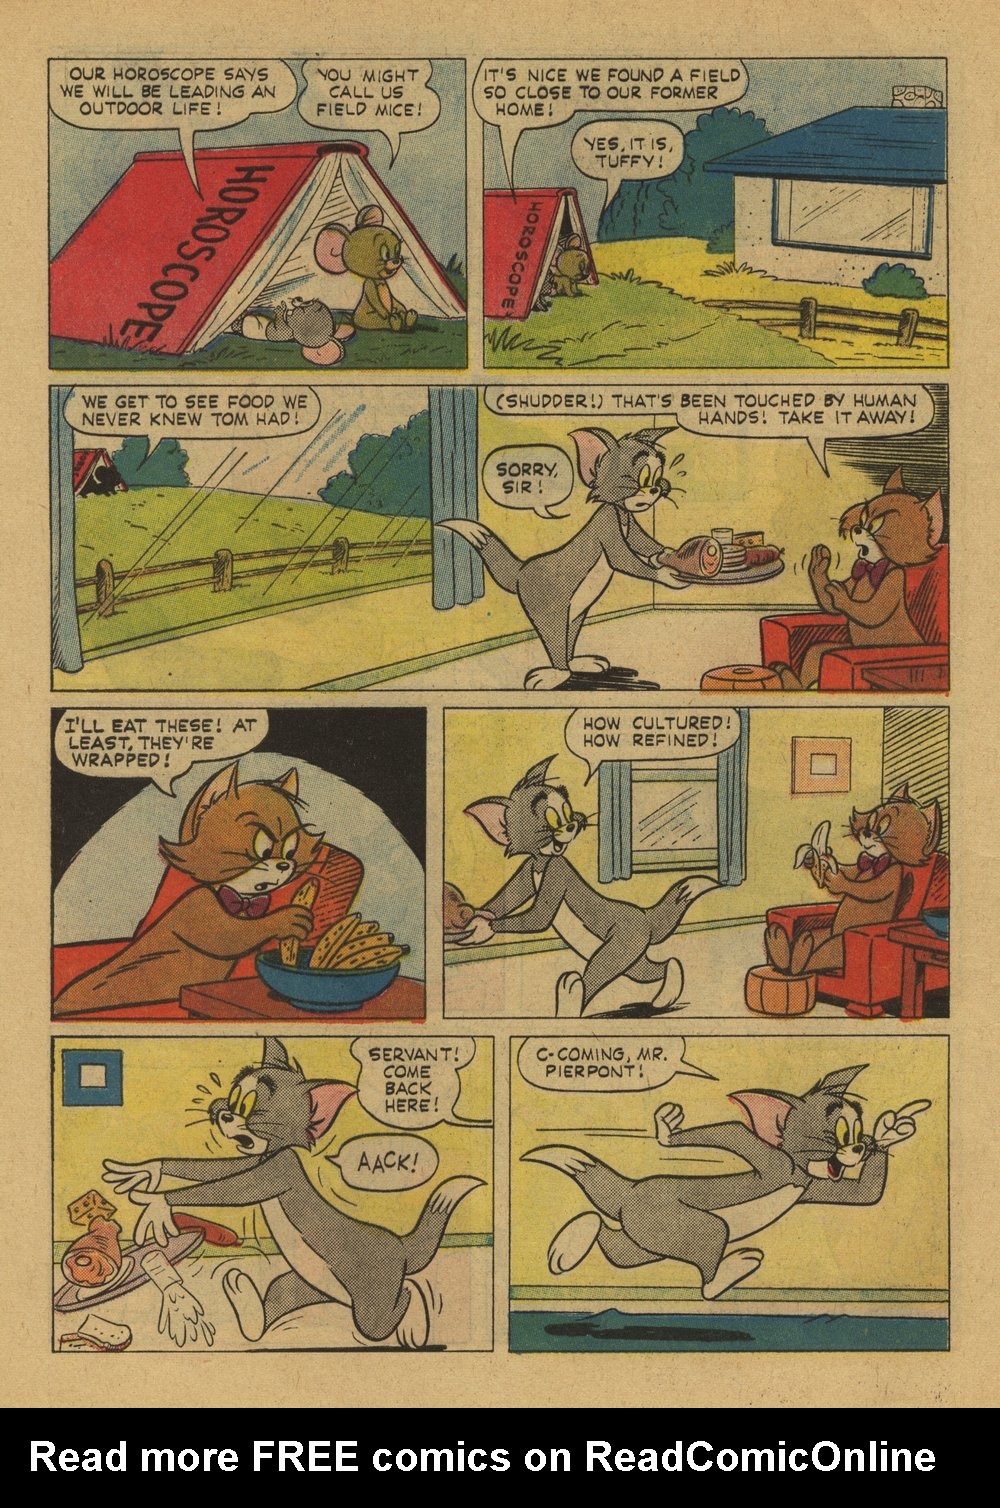 OUR HOROSCOPE SAYS
WE WILL BE LEADING AN
OUTDOOR LIFE!
YOU MIGHT
CALL US
FIELD MICE!
HOROSCOPE
IT'S NICE WE FOUND A FIELD
SO CLOSE TO OUR FORMER
HOME!
YES, IT IS,
TUFFY!
HOROSCOPE
WE GET TO SEE FOOD WE
NEVER KNEW TOM HAD!
(SHUDDER!) THAT'S BEEN TOUCHED BY HUMAN
HANDS! TAKE IT AWAY!
SORRY,
SIR!
I'LL EAT THESE! AT
LEAST, THEY'RE
WRAPPED!
HOW CULTURED!
HOW REFINED!
SERVANT!
COME
BACK
HERE!
AACK!
C-COMING, MR.
PIERPONT!
Read more FREE comics on ReadComicOnline